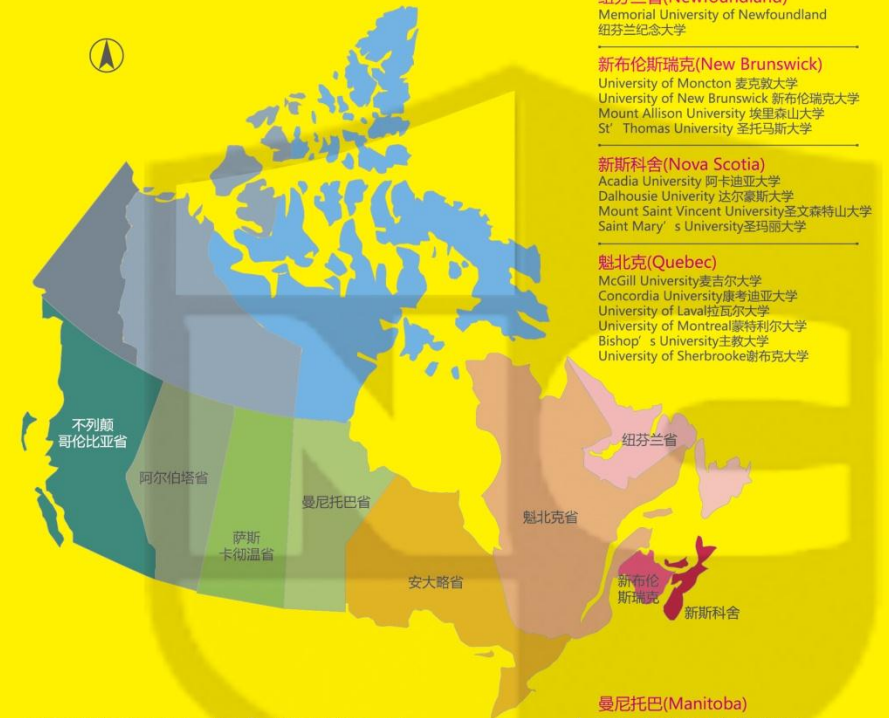 纽芬兰省(Newfoundland)
Memorial University of Newfoundland
纽芬兰纪念大学
新布伦斯瑞克(New Brunswick)
University of Moncton 麦克敦大学
University of New Brunswick 新布伦瑞克大学
Mount Allison University 埃里森山大学
St’ Thomas University 圣托马斯大学
新斯科舍(Nova Scotia)
Acadia University 阿卡迪亚大学
Dalhousie Univerity 达尔豪斯大学
Mount Saint Vincent University圣文森特山大学
Saint Mary’ s University圣玛丽大学
魁北克(Quebec)
McGill University麦吉尔大学
Concordia University康考迪亚大学
University of Laval拉瓦尔大学
University of Montreal蒙特利尔大学
Bishop’ s University主教大学
University of Sherbrooke谢布克大学
不列颠
哥伦比亚省
阿尔伯塔省
萨斯
卡彻温省
曼尼托巴省
安大略省
魁北克省
纽芬兰省
新布伦
斯瑞克
新斯科舍
曼尼托巴(Manitoba)